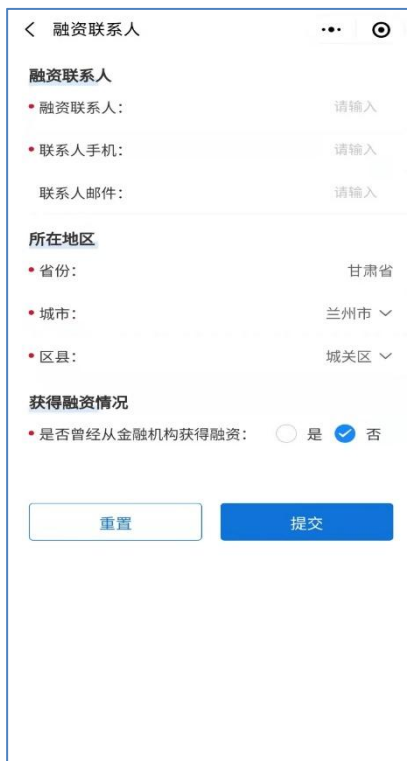 融资联系人
融资联系人
融资联系人： 请输入
联系人手机： 请输入
联系人邮件： 请输入
所在地区
省份： 甘肃省
城市： 兰州市
区县： 城关区
获得融资情况
是否曾经从金融机构获得融资： 是 否
重置 提交